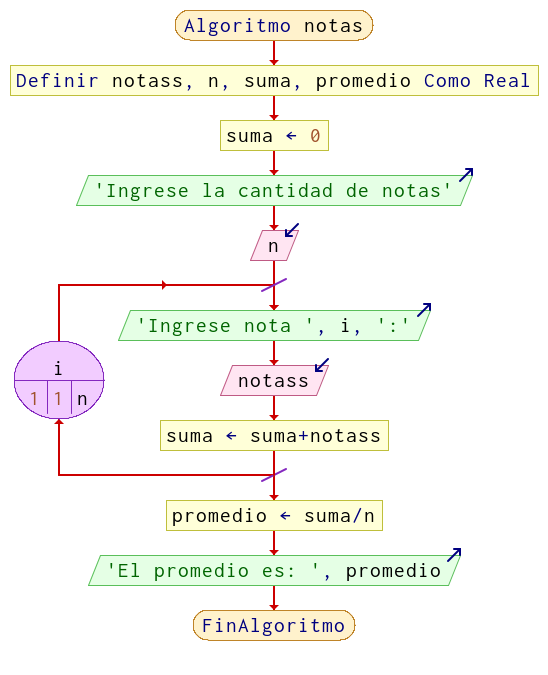 Algoritmo notas
Definir notass, n, suma, promedio Como Real
suma ← 0
'Ingrese la cantidad de notas'
n
'Ingrese nota ', i, ':'
i
1 1 n
notass
suma ← suma+notass
promedio ← suma/n
'El promedio es: ', promedio
FinAlgoritmo